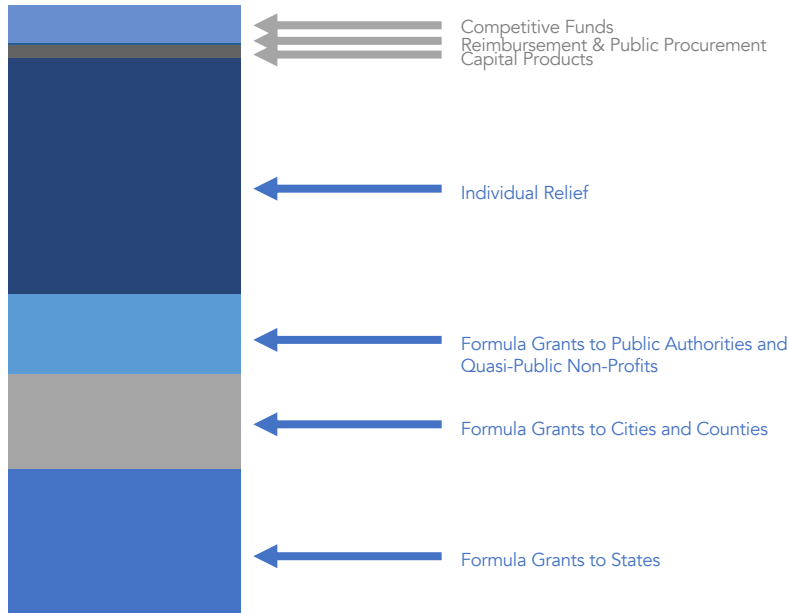 Competitive Funds
Reimbursement & Public Procurement
Capital Products
Individual Relief
Formula Grants to Public Authorities and
Quasi-Public Non-Profits
Formula Grants to Cities and Counties
Formula Grants to States